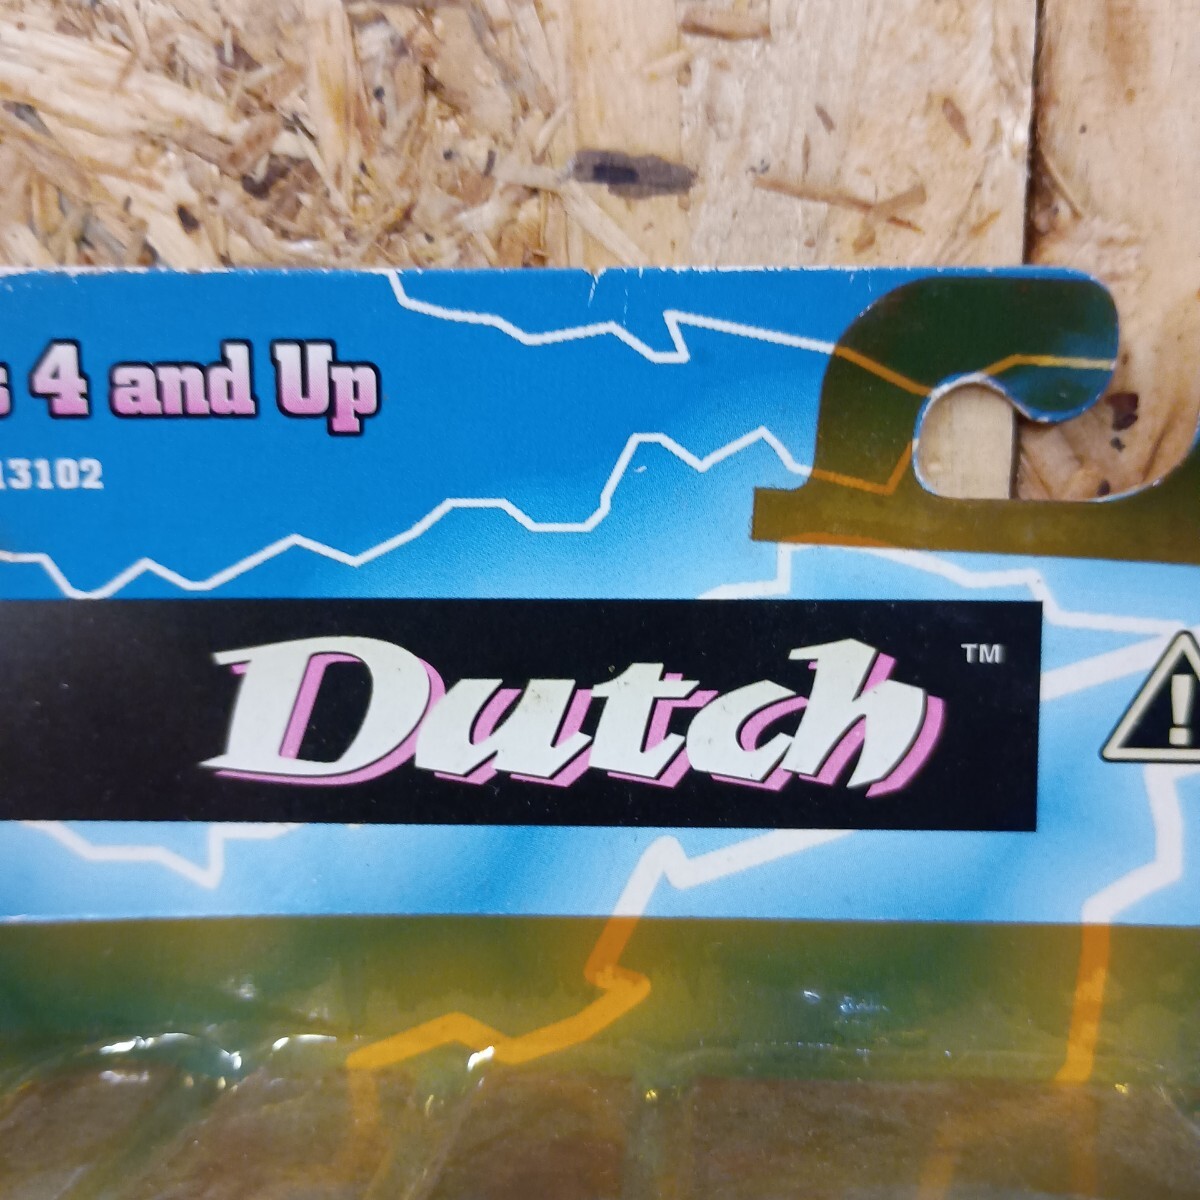 4 and Up
13102
Dutch™